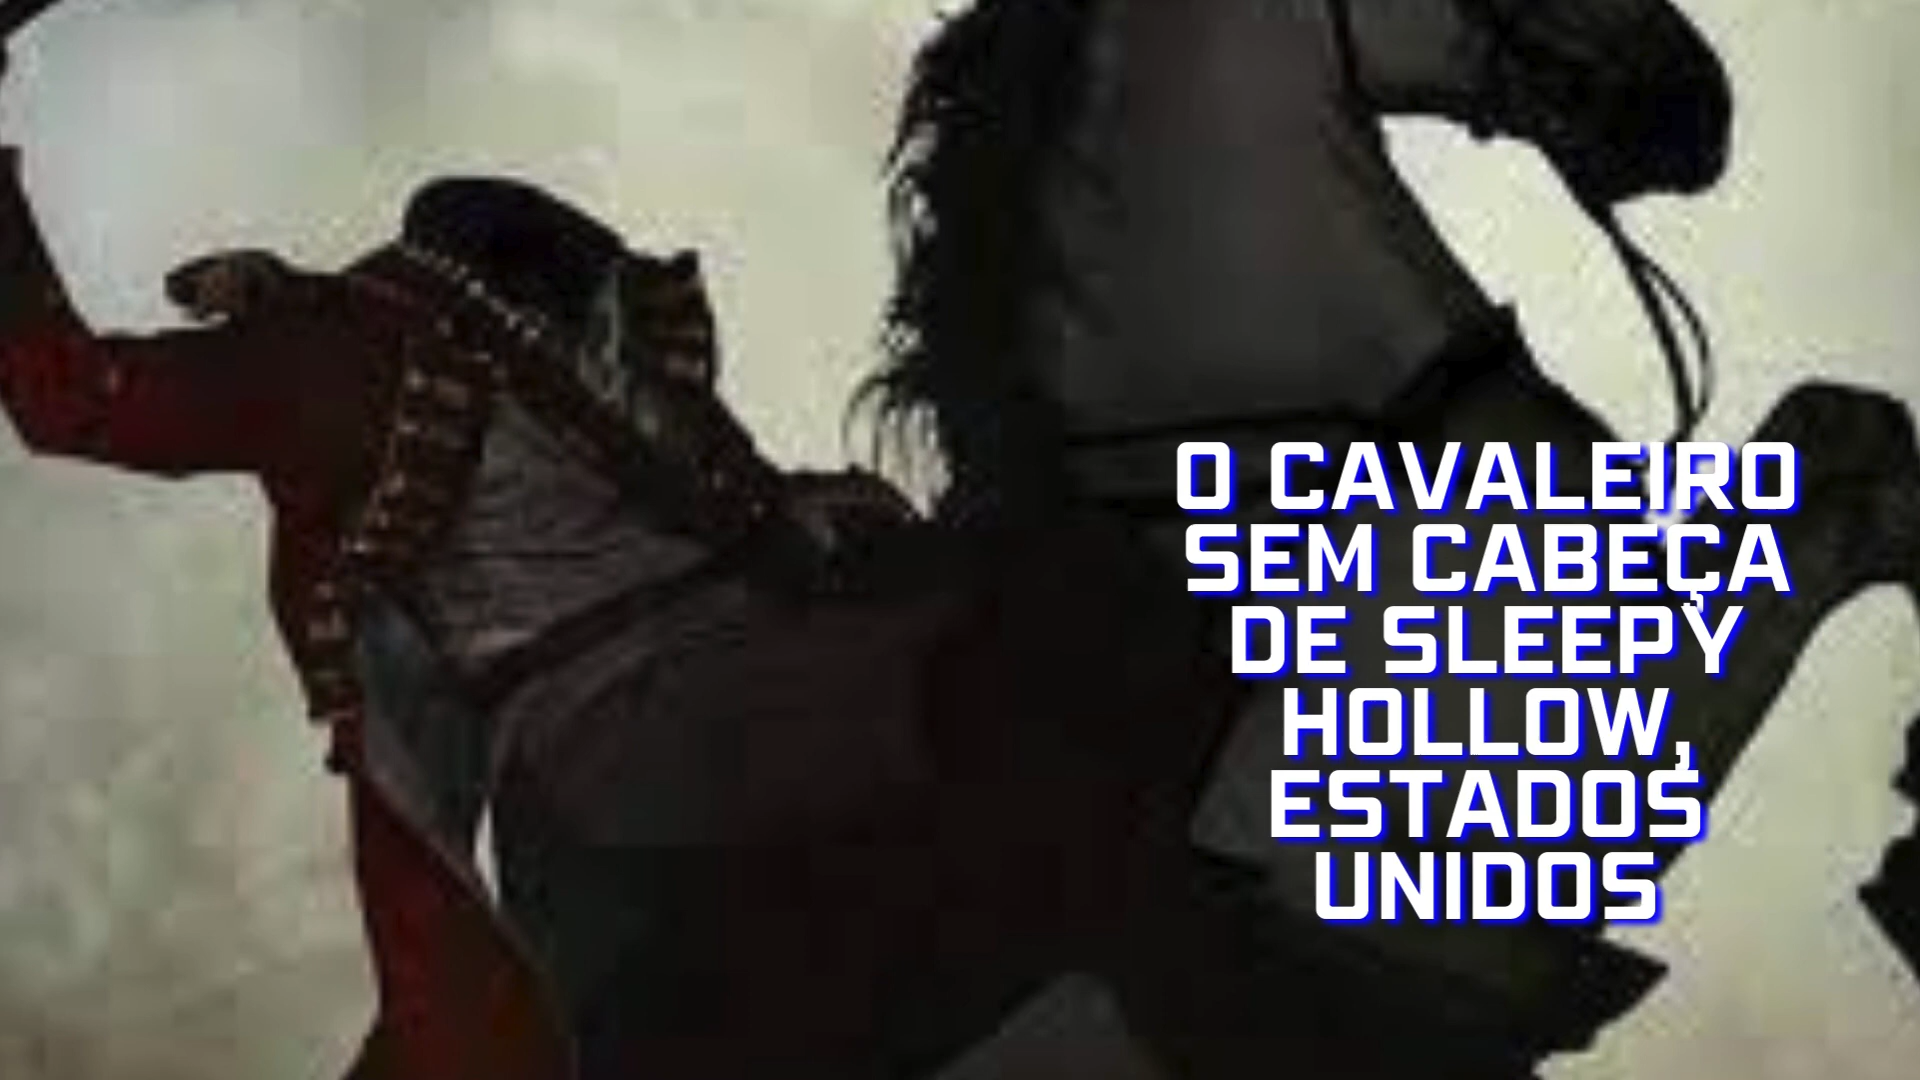 O CAVALEIRO
SEM CABEÇA
DE SLEEPY
HOLLOW,
ESTADOS
UNIDOS